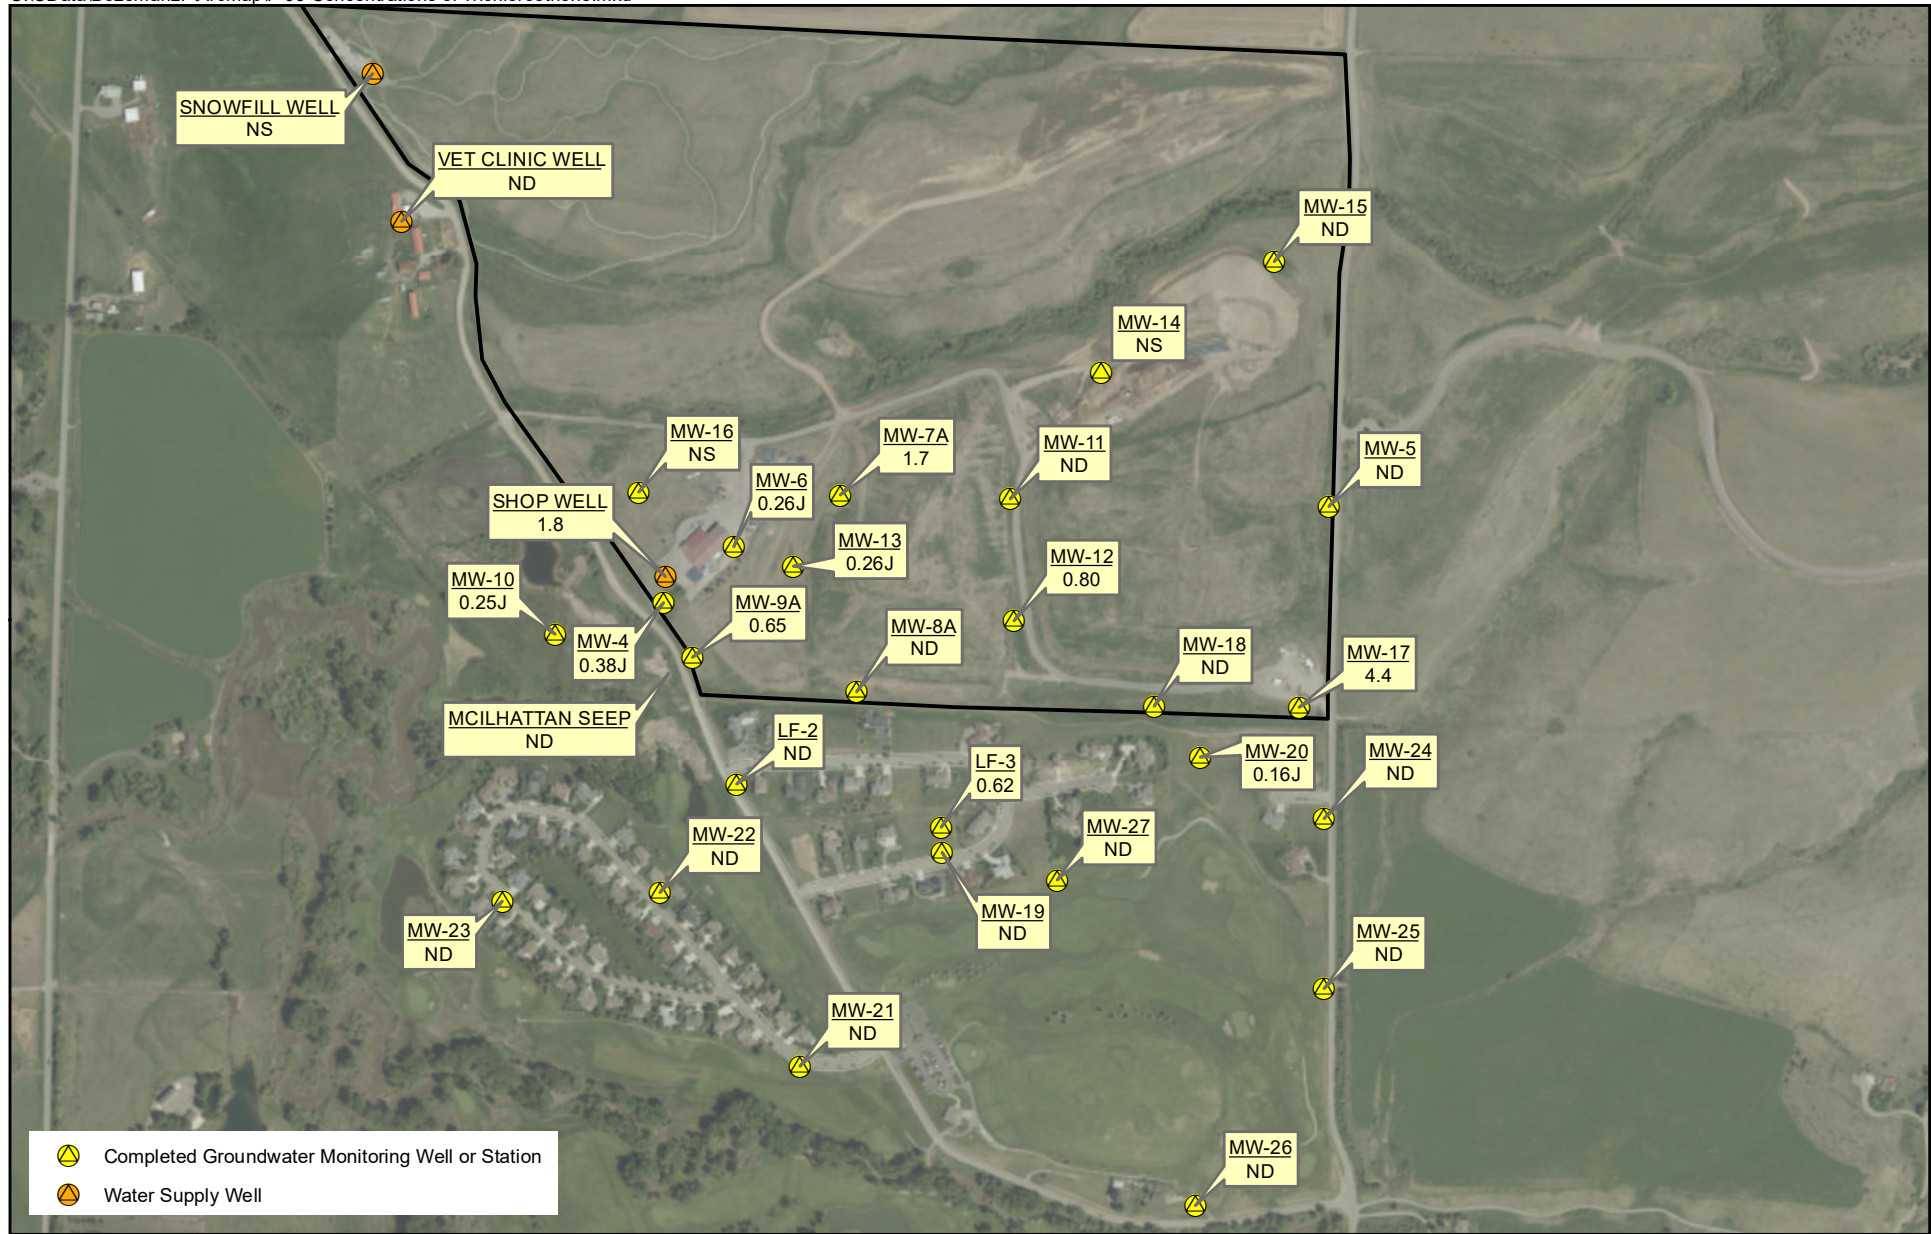 SNOWFILL WELL
NS
VET CLINIC WELL
ND
MW-15
ND
MW-14
NS
MW-16
NS
MW-7A
1.7
MW-11
ND
MW-5
ND
MW-6
0.26J
SHOP WELL
1.8
MW-13
0.26J
MW-12
0.80
MW-10
0.25J
MW-9A
0.65
MW-4
0.38J
MW-8A
ND
MW-18
ND
MW-17
4.4
MCILHATTAN SEEP
ND
LF-2
ND
LF-3
0.62
MW-20
0.16J
MW-24
ND
MW-22
ND
MW-27
ND
MW-19
ND
MW-23
ND
MW-25
ND
MW-21
ND
MW-26
ND
Completed Groundwater Monitoring Well or Station
Water Supply Well